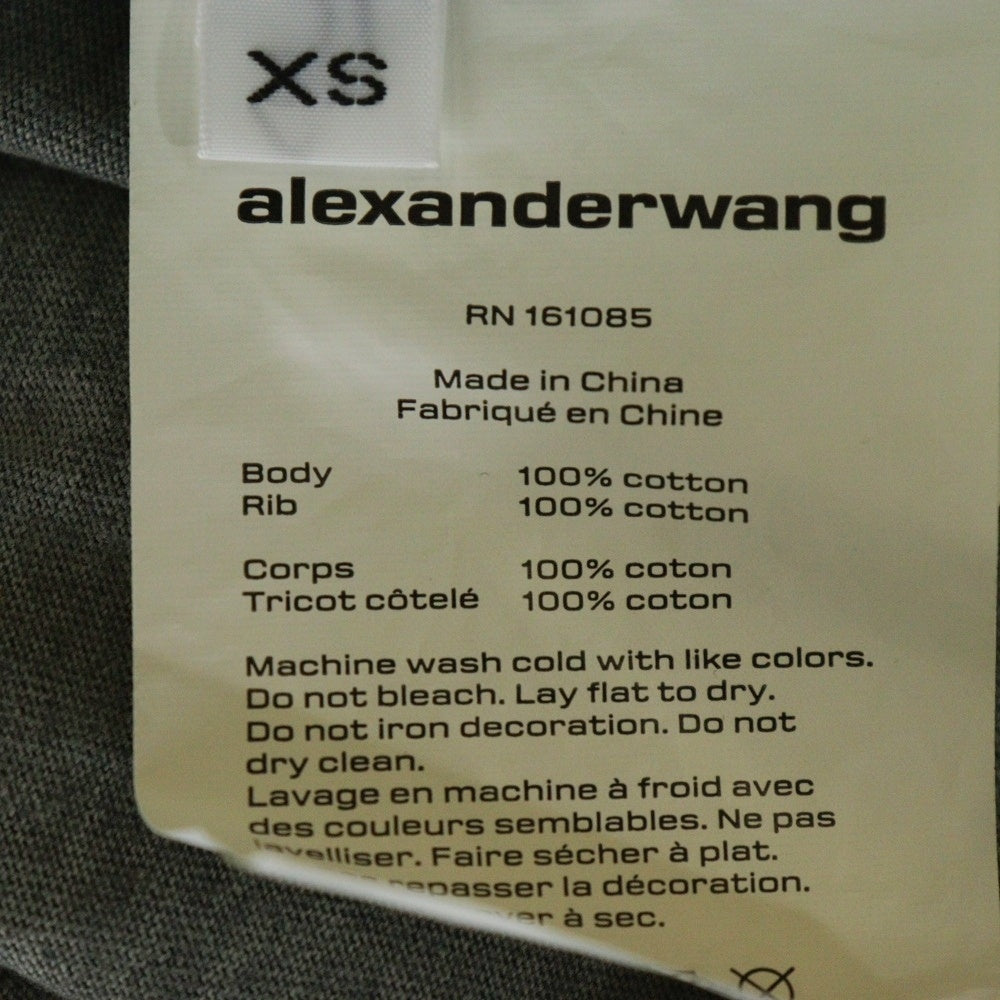 XS
alexanderwang
RN 161085
Made in China
Fabriqué en Chine
Body 100% cotton
Rib 100% cotton
Corps 100% coton
Tricot côtelé 100% coton
Machine wash cold with like colors.
Do not bleach. Lay flat to dry.
Do not iron decoration. Do not
dry clean.
Lavage en machine à froid avec
des couleurs semblables. Ne pas
Faire sécher à plat.
repasser la décoration.
à sec.